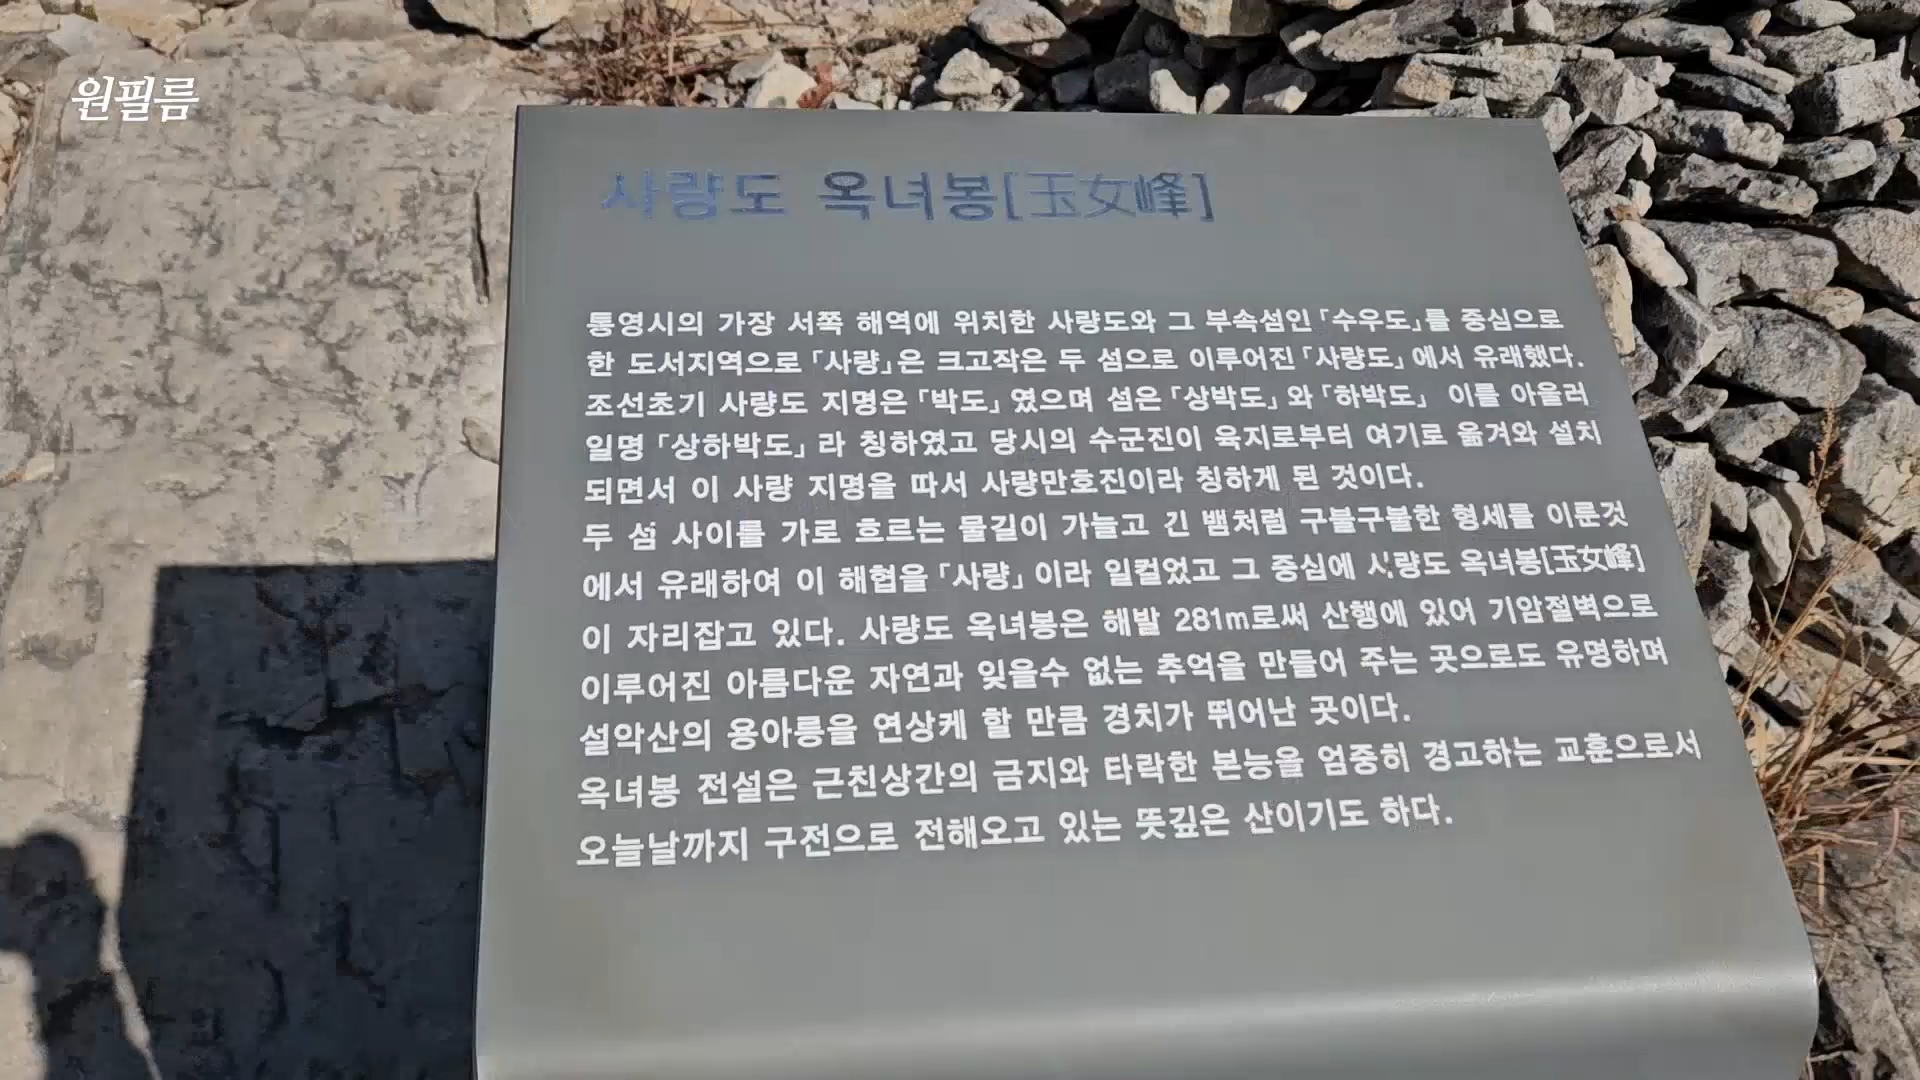 원필름
사량도 옥녀봉[玉女峰]
통영시의 가장 서쪽 해역에 위치한 사량도와 그 부속섬인「수우도」를 중심으로
한 도서지역으로「사량」은 크고작은 두 섬으로 이루어진「사량도」에서 유래했다.
조선초기 사량도 지명은「박도」였으며 섬은「상박도」와「하박도」 이를 아울러
일명「상하박도」라 칭하였고 당시의 수군진이 육지로부터 여기로 옮겨와 설치
되면서 이 사량 지명을 따서 사량만호진이라 칭하게 된 것이다.
두 섬 사이를 가로 흐르는 물길이 가늘고 긴 뱀처럼 구불구불한 형세를 이룬것
에서 유래하여 이 해협을「사량」이라 일컬었고 그 중심에 사량도 옥녀봉[玉女峰]
이 자리잡고 있다. 사량도 옥녀봉은 해발 281m로써 산행에 있어 기암절벽으로
이루어진 아름다운 자연과 잊을수 없는 추억을 만들어 주는 곳으로도 유명하며
설악산의 용아릉을 연상케 할 만큼 경치가 뛰어난 곳이다.
옥녀봉 전설은 근친상간의 금지와 타락한 본능을 엄중히 경고하는 교훈으로서
오늘날까지 구전으로 전해오고 있는 뜻깊은 산이기도 하다.